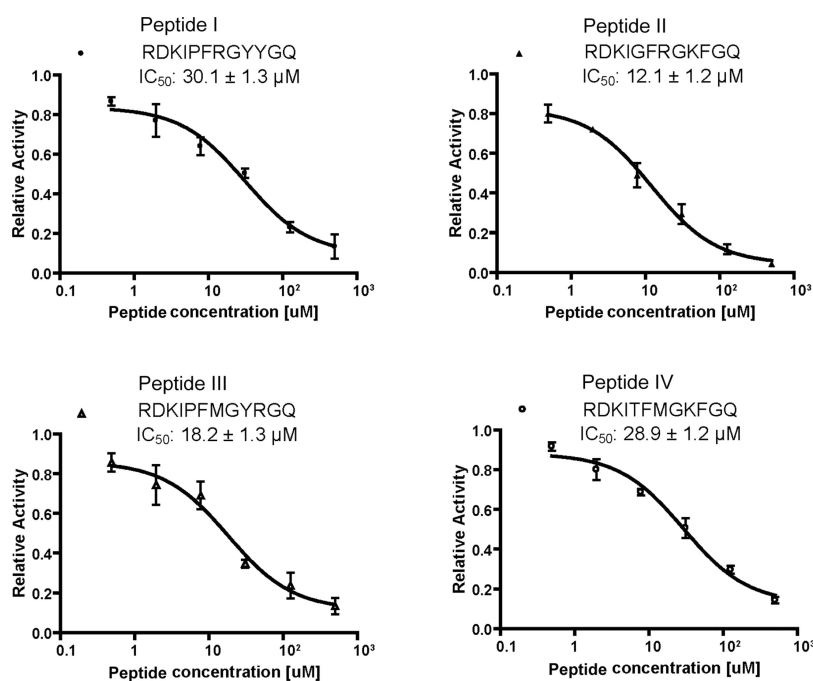 Peptide I
RDKIPFRGYYGQ
IC₅₀: 30.1 ± 1.3 µM
1.0
0.8
0.6
0.4
0.2
0.0
Relative Activity
0.1 1 10 10² 10³
Peptide concentration [uM]
Peptide II
RDKIGFRGKFGQ
IC₅₀: 12.1 ± 1.2 µM
1.0
0.8
0.6
0.4
0.2
0.0
Relative Activity
0.1 1 10 10² 10³
Peptide concentration [uM]
Peptide III
RDKIPFMGYRGQ
IC₅₀: 18.2 ± 1.3 µM
1.0
0.8
0.6
0.4
0.2
0.0
Relative Activity
0.1 1 10 10² 10³
Peptide concentration [uM]
Peptide IV
RDKITFMGKFGQ
IC₅₀: 28.9 ± 1.2 µM
1.0
0.8
0.6
0.4
0.2
0.0
Relative Activity
0.1 1 10 10² 10³
Peptide concentration [uM]